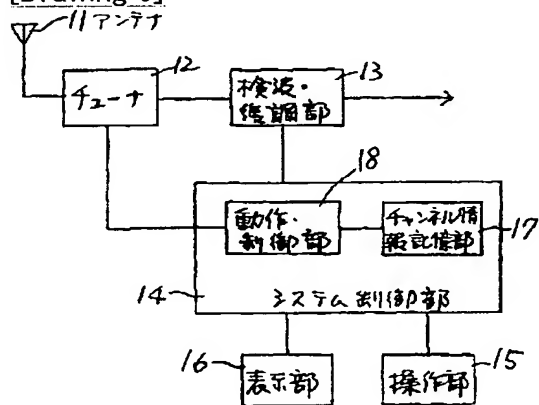 [Drawing 6]
11 アンテナ
12
チューナ
13
検波・
復調部
18
動作・
制御部
チャンネル情
報記憶部
17
14
システム制御部
16
表示部
操作部
15